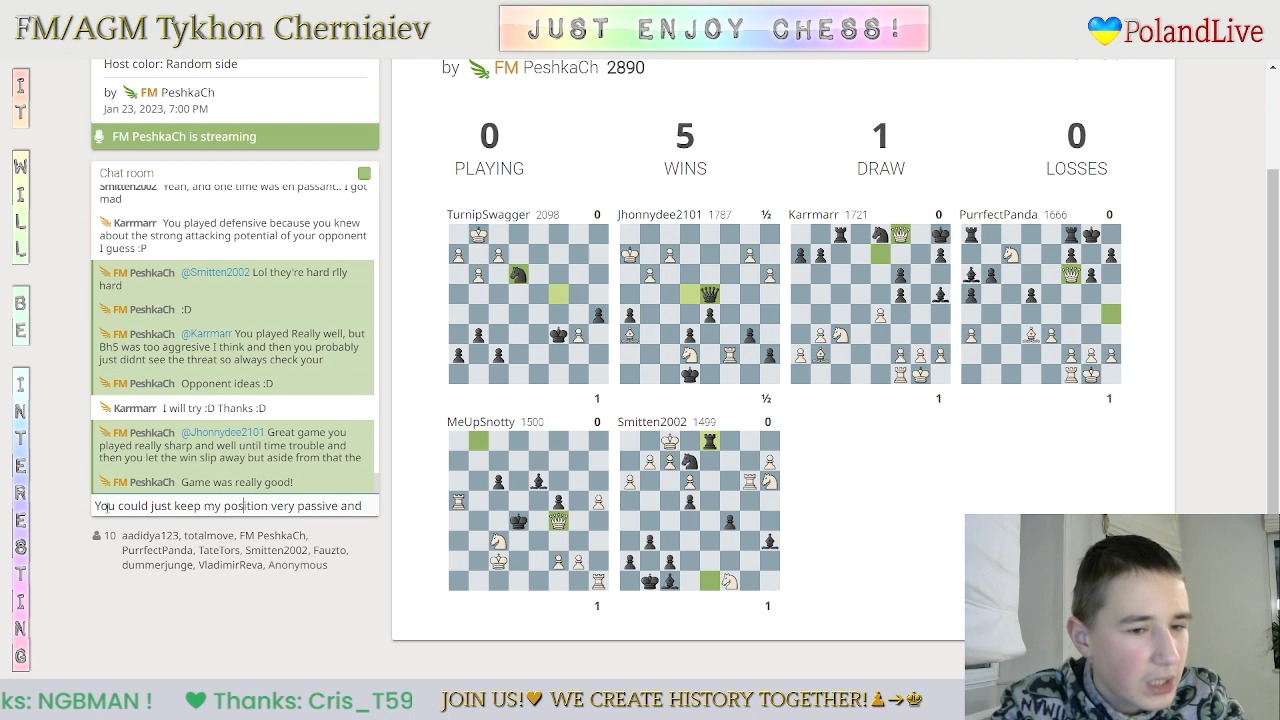 FM/AGM Tykhon Cherniaiev
JUST ENJOY CHESS!
PolandLive
IT
WILL
BE
INTERESTING
Host color: Random side
by FM PeshkaCh
Jan 23, 2023, 7:00 PM
FM PeshkaCh is streaming
Chat room
Smitten2002 Yeah, and one time was en passant.. I got
mad
Karrmarr You played defensive because you knew
about the strong attacking potential of your opponent
I guess :P
FM PeshkaCh @Smitten2002 Lol they're hard rlly
hard
FM PeshkaCh :D
FM PeshkaCh @Karrmarr You played Really well, but
Bh5 was too aggresive I think and then you probably
just didnt see the threat so always check your
FM PeshkaCh Opponent ideas :D
Karrmarr I will try :D Thanks :D
FM PeshkaCh @Jhonnydee2101 Great game you
played really sharp and well until time trouble and
then you let the win slip away but aside from that the
FM PeshkaCh Game was really good!
You could just keep my position very passive and
10 aadidya123, totalmove, FM PeshkaCh,
PurrfectPanda, TateTors, Smitten2002, Fauzto,
dummerjunge, VladimirReva, Anonymous
by FM PeshkaCh 2890
0 5 1 0
PLAYING WINS DRAW LOSSES
TurnipSwagger 2098 0
Jhonnydee2101 1787 ½
Karrmarr 1721 0
PurrfectPanda 1666 0
1 ½ 1 1
MeUpSnotty 1500 0
Smitten2002 1499 0
1 1
ks: NGBMAN ! Thanks: Cris_T59
JOIN US! WE CREATE HISTORY TOGETHER!